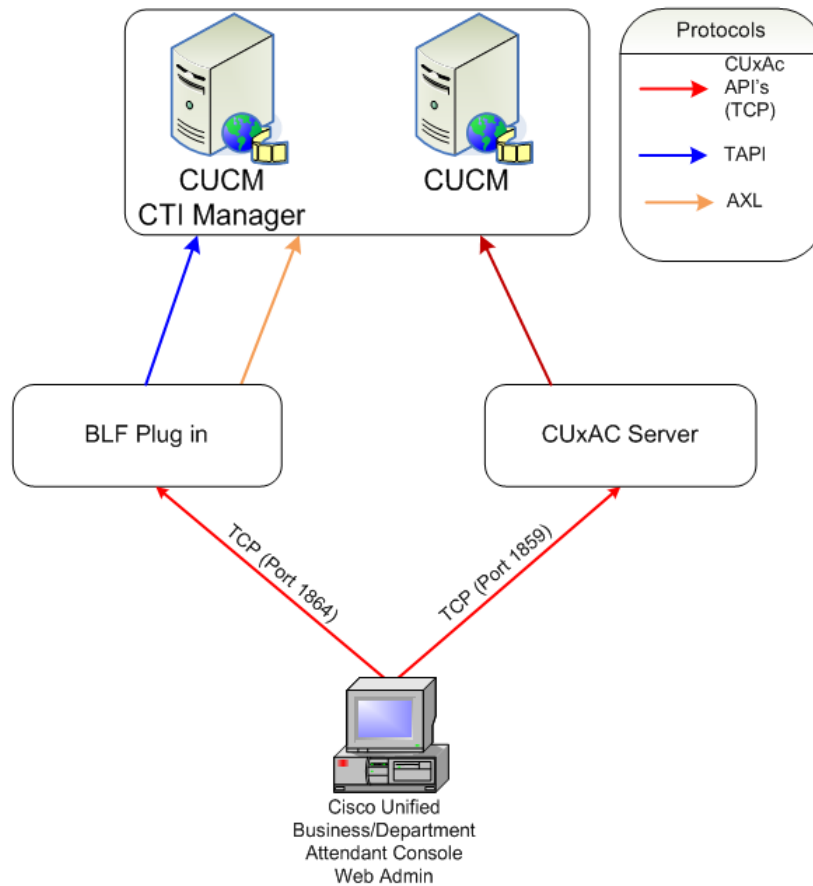 Protocols
CUxAc
API's
(TCP)
TAPI
AXL
CUCM
CTI Manager
CUCM
BLF Plug in
CUxAC Server
TCP (Port 1864)
TCP (Port 1859)
Cisco Unified
Business/Department
Attendant Console
Web Admin